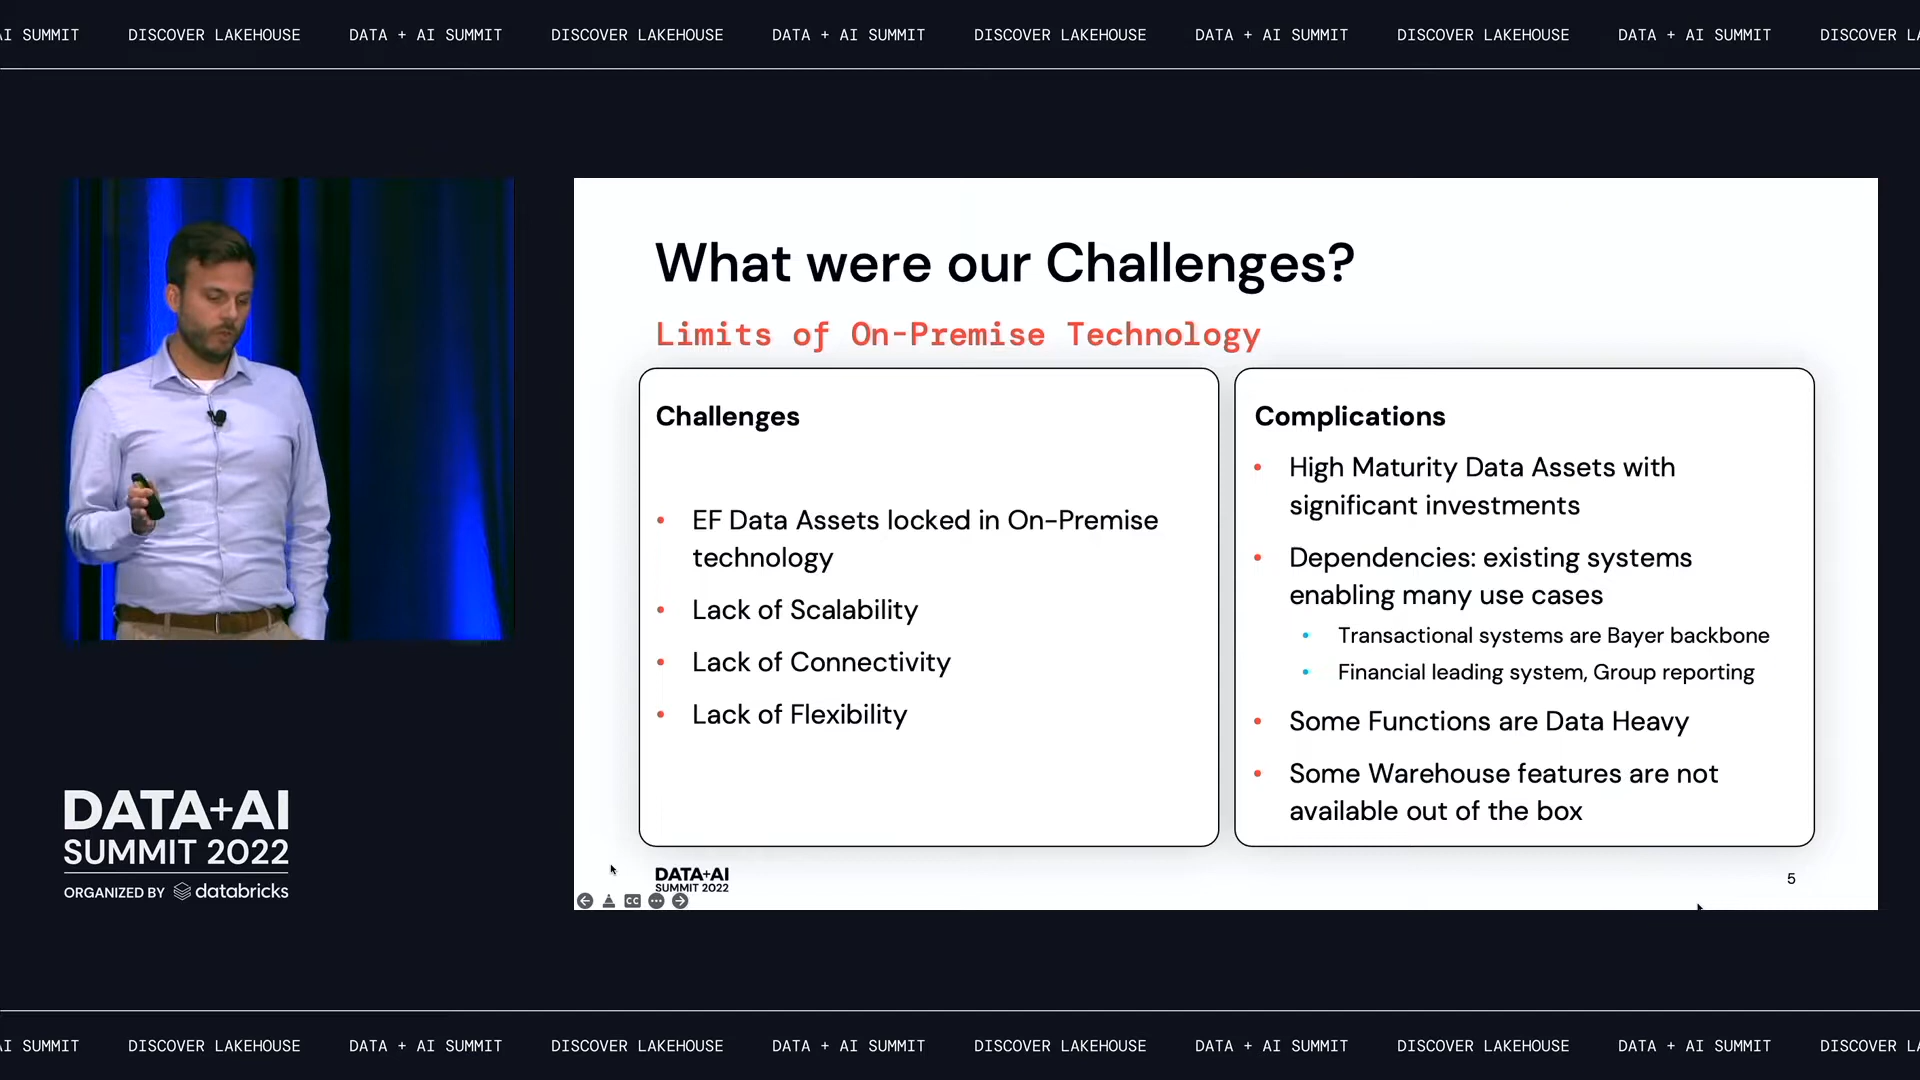 AI SUMMIT DISCOVER LAKEHOUSE DATA + AI SUMMIT DISCOVER LAKEHOUSE DATA + AI SUMMIT DISCOVER LAKEHOUSE DATA + AI SUMMIT DISCOVER LAKEHOUSE DATA + AI SUMMIT DISCOVER LA
What were our Challenges?
Limits of On-Premise Technology
Challenges
• EF Data Assets locked in On-Premise
technology
• Lack of Scalability
• Lack of Connectivity
• Lack of Flexibility
Complications
• High Maturity Data Assets with
significant investments
• Dependencies: existing systems
enabling many use cases
• Transactional systems are Bayer backbone
• Financial leading system, Group reporting
• Some Functions are Data Heavy
• Some Warehouse features are not
available out of the box
DATA+AI
SUMMIT 2022
5
CC
DATA+AI
SUMMIT 2022
ORGANIZED BY databricks
AI SUMMIT DISCOVER LAKEHOUSE DATA + AI SUMMIT DISCOVER LAKEHOUSE DATA + AI SUMMIT DISCOVER LAKEHOUSE DATA + AI SUMMIT DISCOVER LAKEHOUSE DATA + AI SUMMIT DISCOVER LA